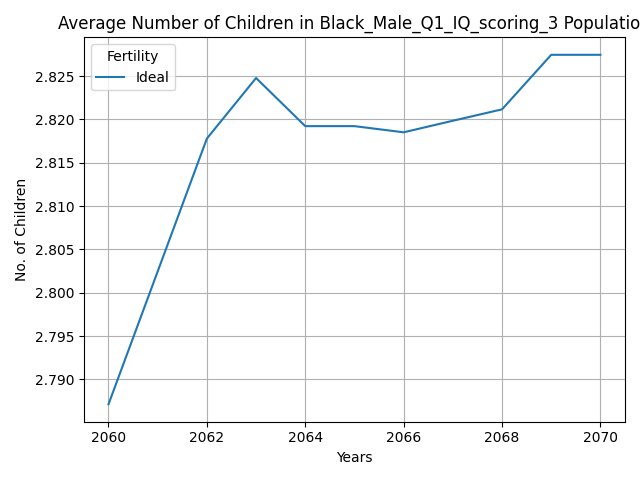 Average Number of Children in Black_Male_Q1_IQ_scoring_3 Populatio
Fertility
Ideal
2.825
2.820
2.815
2.810
2.805
2.800
2.795
2.790
No. of Children
2060 2062 2064 2066 2068 2070
Years